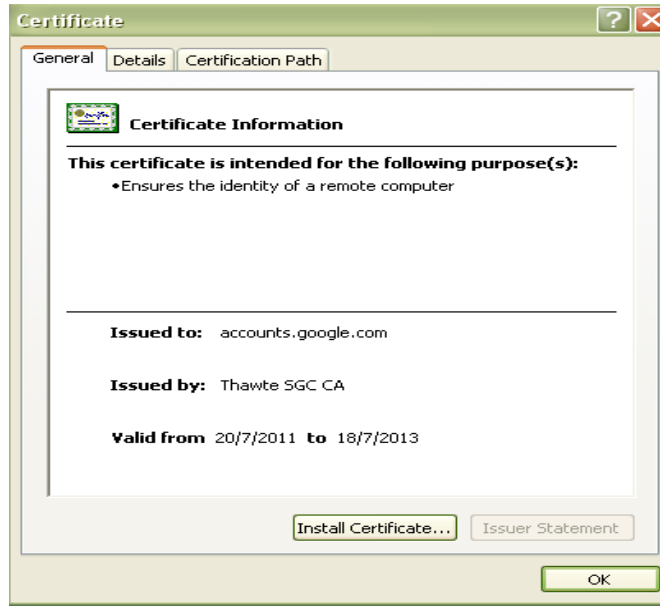 Certificate
General Details Certification Path
Certificate Information
This certificate is intended for the following purpose(s):
•Ensures the identity of a remote computer
Issued to: accounts.google.com
Issued by: Thawte SGC CA
Valid from 20/7/2011 to 18/7/2013
Install Certificate... Issuer Statement
OK